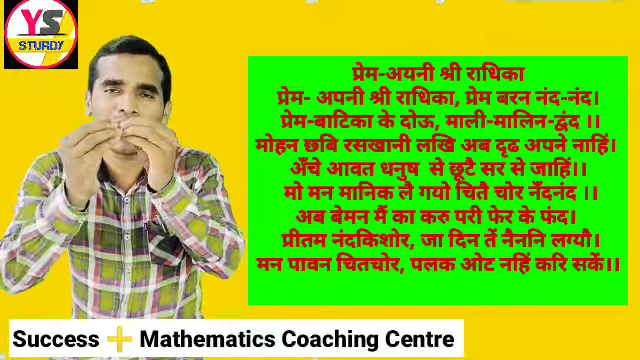 YS
STURDY
प्रेम-अयनी श्री राधिका
प्रेम- अपनी श्री राधिका, प्रेम बरन नंद-नंद।
प्रेम-बाटिका के दोऊ, माली-मालिन-द्वंद ।।
मोहन छबि रसखानी लखि अब दृढ अपने नाहिं।
अँचे आवत धनुष से छूटै सर से जाहिं।।
मो मन मानिक लै गयो चितै चोर नँदनंद ।।
अब बेमन मैं का करु परी फेर के फंद।
प्रीतम नंदकिशोर, जा दिन तें नैननि लग्यौ।
मन पावन चितचोर, पलक ओट नहिं करि सकें।।
Success ➕ Mathematics Coaching Centre